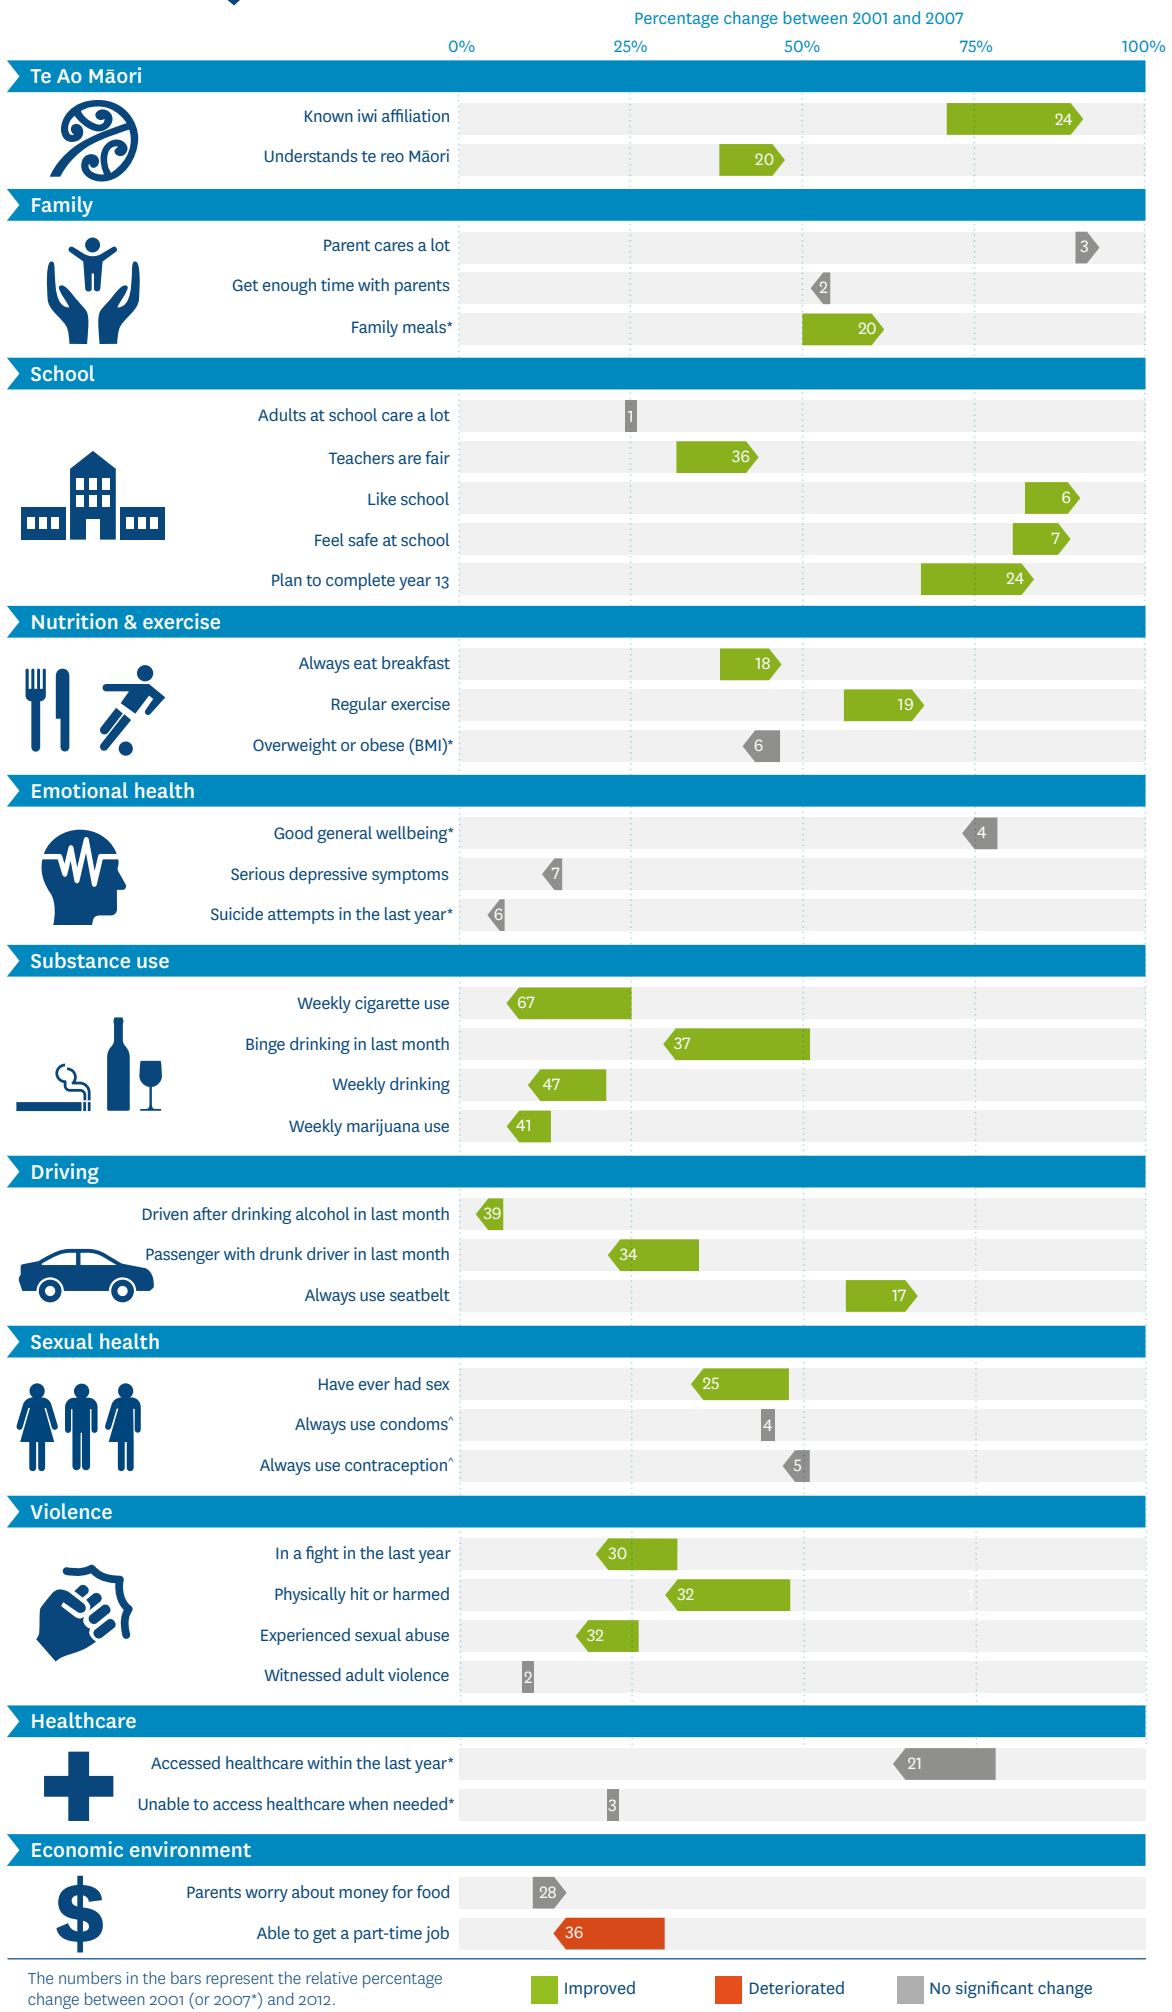 Percentage change between 2001 and 2007
0% 25% 50% 75% 100%
Te Ao Māori
Known iwi affiliation 24
Understands te reo Māori 20
Family
Parent cares a lot 3
Get enough time with parents 2
Family meals* 20
School
Adults at school care a lot 1
Teachers are fair 36
Like school 6
Feel safe at school 7
Plan to complete year 13 24
Nutrition & exercise
Always eat breakfast 18
Regular exercise 19
Overweight or obese (BMI)* 6
Emotional health
Good general wellbeing* 4
Serious depressive symptoms 7
Suicide attempts in the last year* 6
Substance use
Weekly cigarette use 67
Binge drinking in last month 37
Weekly drinking 47
Weekly marijuana use 41
Driving
Driven after drinking alcohol in last month 39
Passenger with drunk driver in last month 34
Always use seatbelt 17
Sexual health
Have ever had sex 25
Always use condoms^ 4
Always use contraception^ 5
Violence
In a fight in the last year 30
Physically hit or harmed 32
Experienced sexual abuse 32
Witnessed adult violence 2
Healthcare
Accessed healthcare within the last year* 21
Unable to access healthcare when needed* 3
Economic environment
$
Parents worry about money for food 28
Able to get a part-time job 36
The numbers in the bars represent the relative percentage
change between 2001 (or 2007*) and 2012.
Improved Deteriorated No significant change